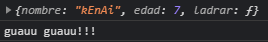 ▸ {nombre: "kEnAi", edad: 7, ladrar: ƒ}
guauu guauu!!!